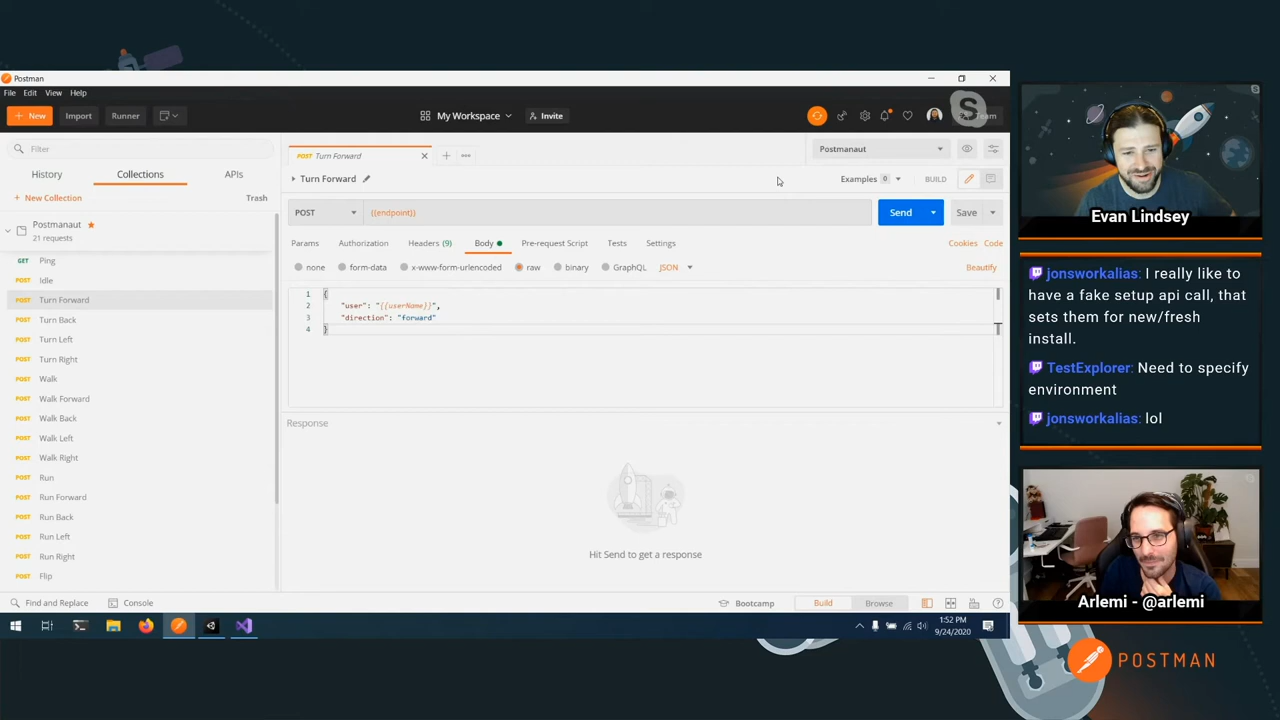 Postman
File Edit View Help
New Import Runner My Workspace Invite Team
Filter
History Collections APIs
+ New Collection Trash
Postmanaut
21 requests
GET Ping
POST Idle
POST Turn Forward
POST Turn Back
POST Turn Left
POST Turn Right
POST Walk
POST Walk Forward
POST Walk Back
POST Walk Left
POST Walk Right
POST Run
POST Run Forward
POST Run Back
POST Run Left
POST Run Right
POST Flip
POST Turn Forward
Postmanaut
Turn Forward
Examples 0 BUILD
POST {{endpoint}} Send Save
Params Authorization Headers (9) Body Pre-request Script Tests Settings Cookies Code
none form-data x-www-form-urlencoded raw binary GraphQL JSON Beautify
1 {
2 "user": "{{userName}}",
3 "direction": "forward"
4 }
Response
Hit Send to get a response
Find and Replace Console Bootcamp Build Browse
1:52 PM
9/24/2020
Evan Lindsey
jonsworkalias: I really like to
have a fake setup api call, that
sets them for new/fresh
install.
TestExplorer: Need to specify
environment
jonsworkalias: lol
Arlemi - @arlemi
POSTMAN